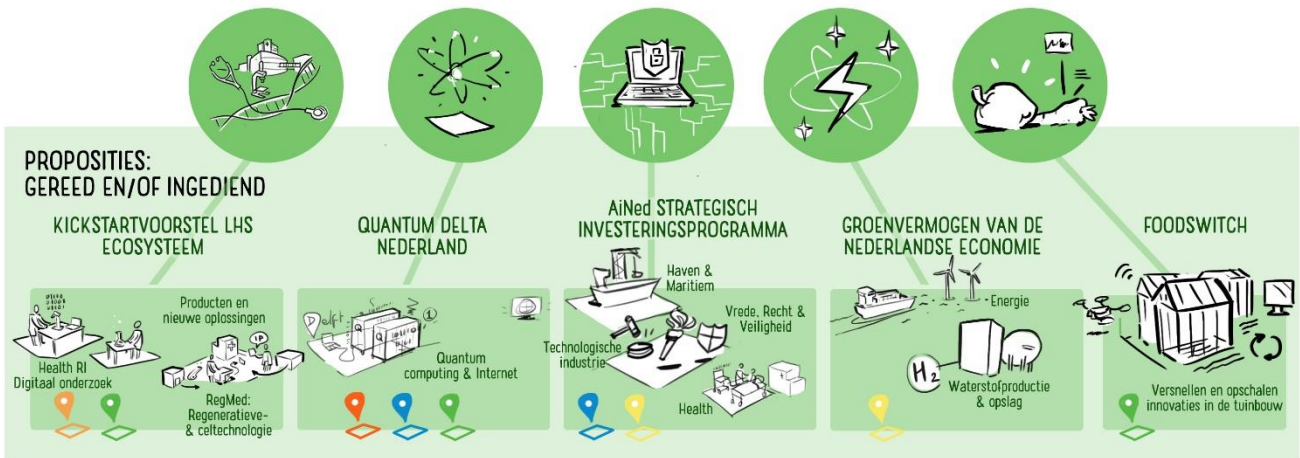 PROPOSITIES:
GEREED EN/OF INGEDIEND
KICKSTARTVOORSTEL LHS
ECOSYSTEEM
Health RI
Digitaal onderzoek
Producten en
nieuwe oplossingen
IP
RegMed:
Regeneratieve-
& celtechnologie
QUANTUM DELTA
NEDERLAND
Delft
Quantum
computing & Internet
AiNed STRATEGISCH
INVESTERINGSPROGRAMMA
Haven &
Maritiem
Vrede, Recht &
Veiligheid
Technologische
industrie
Health
GROENVERMOGEN VAN DE
NEDERLANDSE ECONOMIE
Energie
H2
Waterstofproductie
& opslag
FOODSWITCH
Versnellen en opschalen
innovaties in de tuinbouw